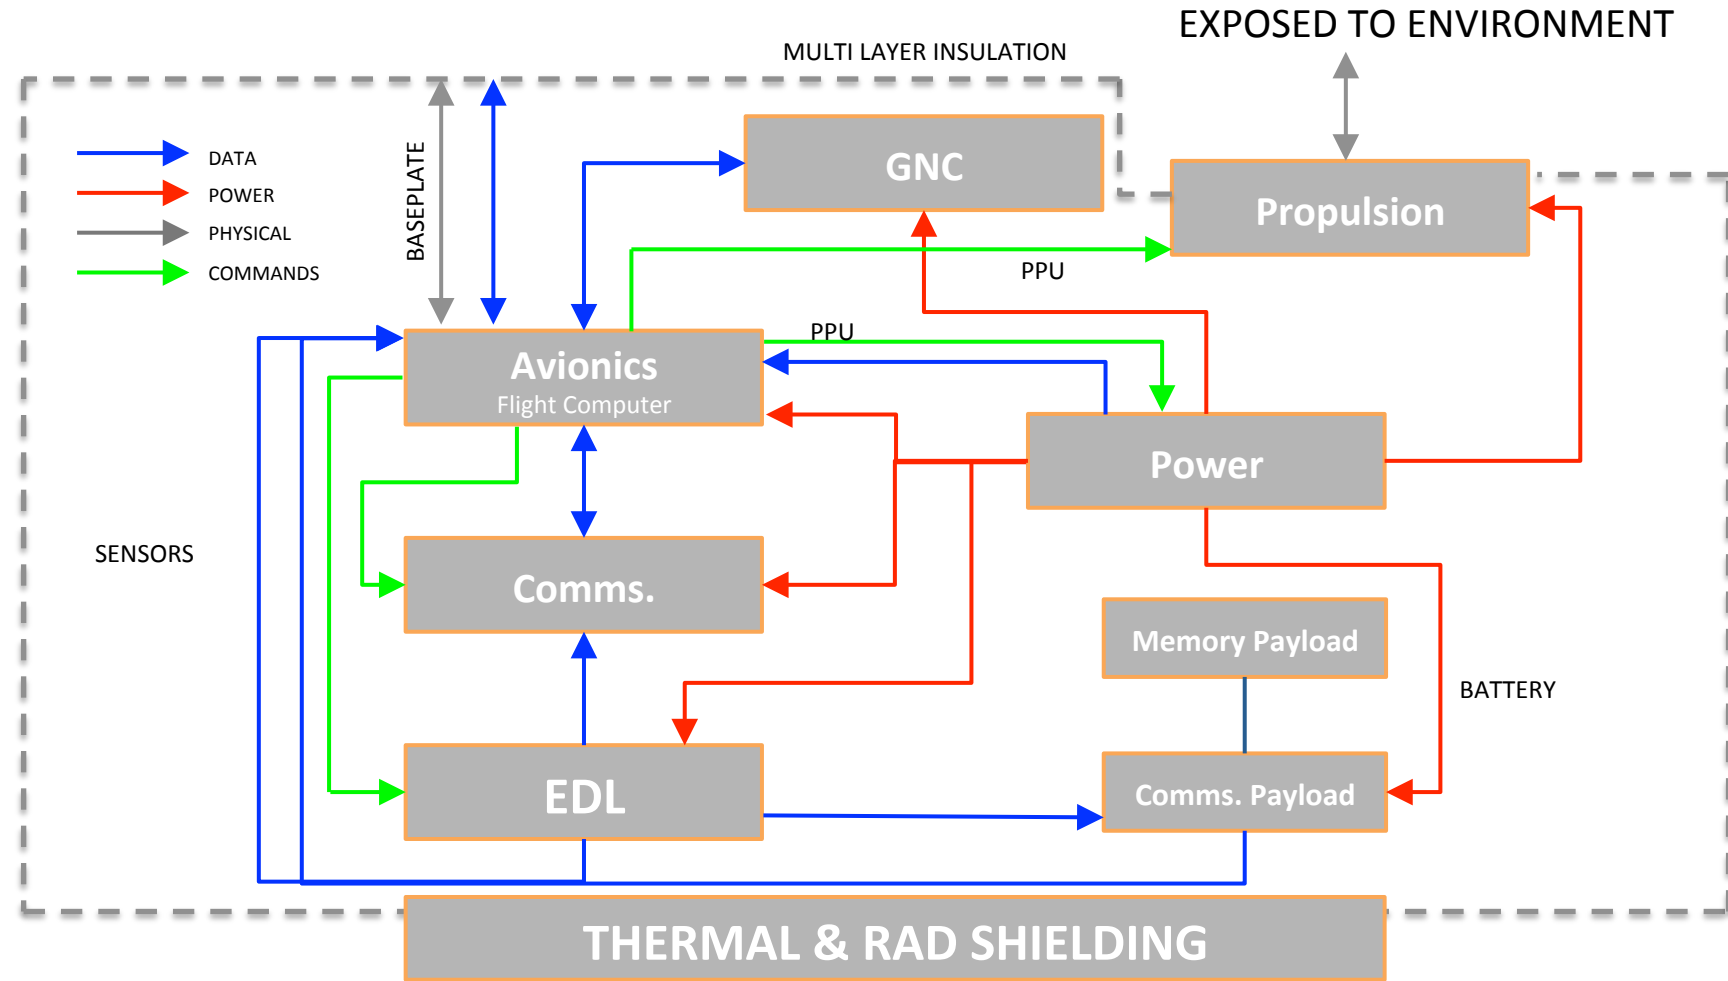 EXPOSED TO ENVIRONMENT
MULTI LAYER INSULATION
DATA
POWER
PHYSICAL
COMMANDS
BASEPLATE
GNC
Propulsion
PPU
PPU
Avionics
Flight Computer
Power
SENSORS
Comms.
Memory Payload
BATTERY
EDL
Comms. Payload
THERMAL & RAD SHIELDING